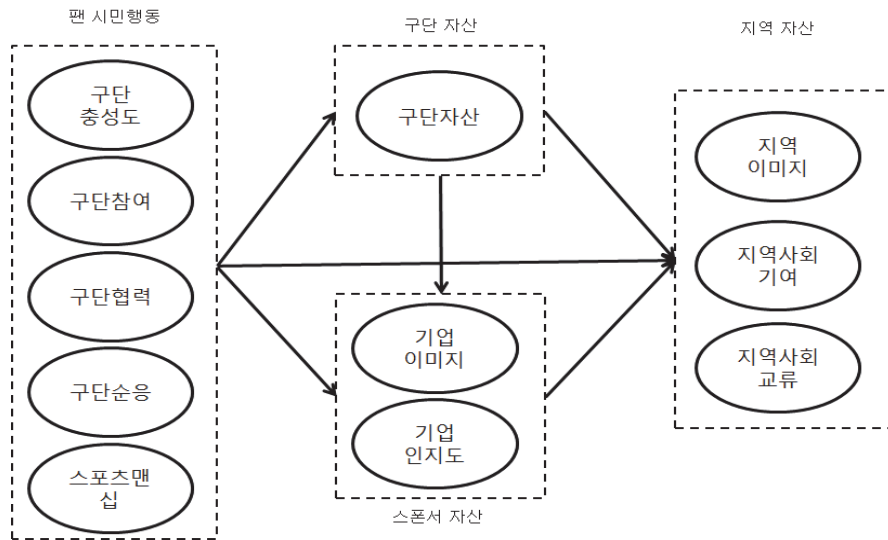 팬 시민행동
구단
충성도
구단참여
구단협력
구단순응
스포츠맨
십
구단 자산
구단자산
기업
이미지
기업
인지도
스폰서 자산
지역 자산
지역
이미지
지역사회
기여
지역사회
교류